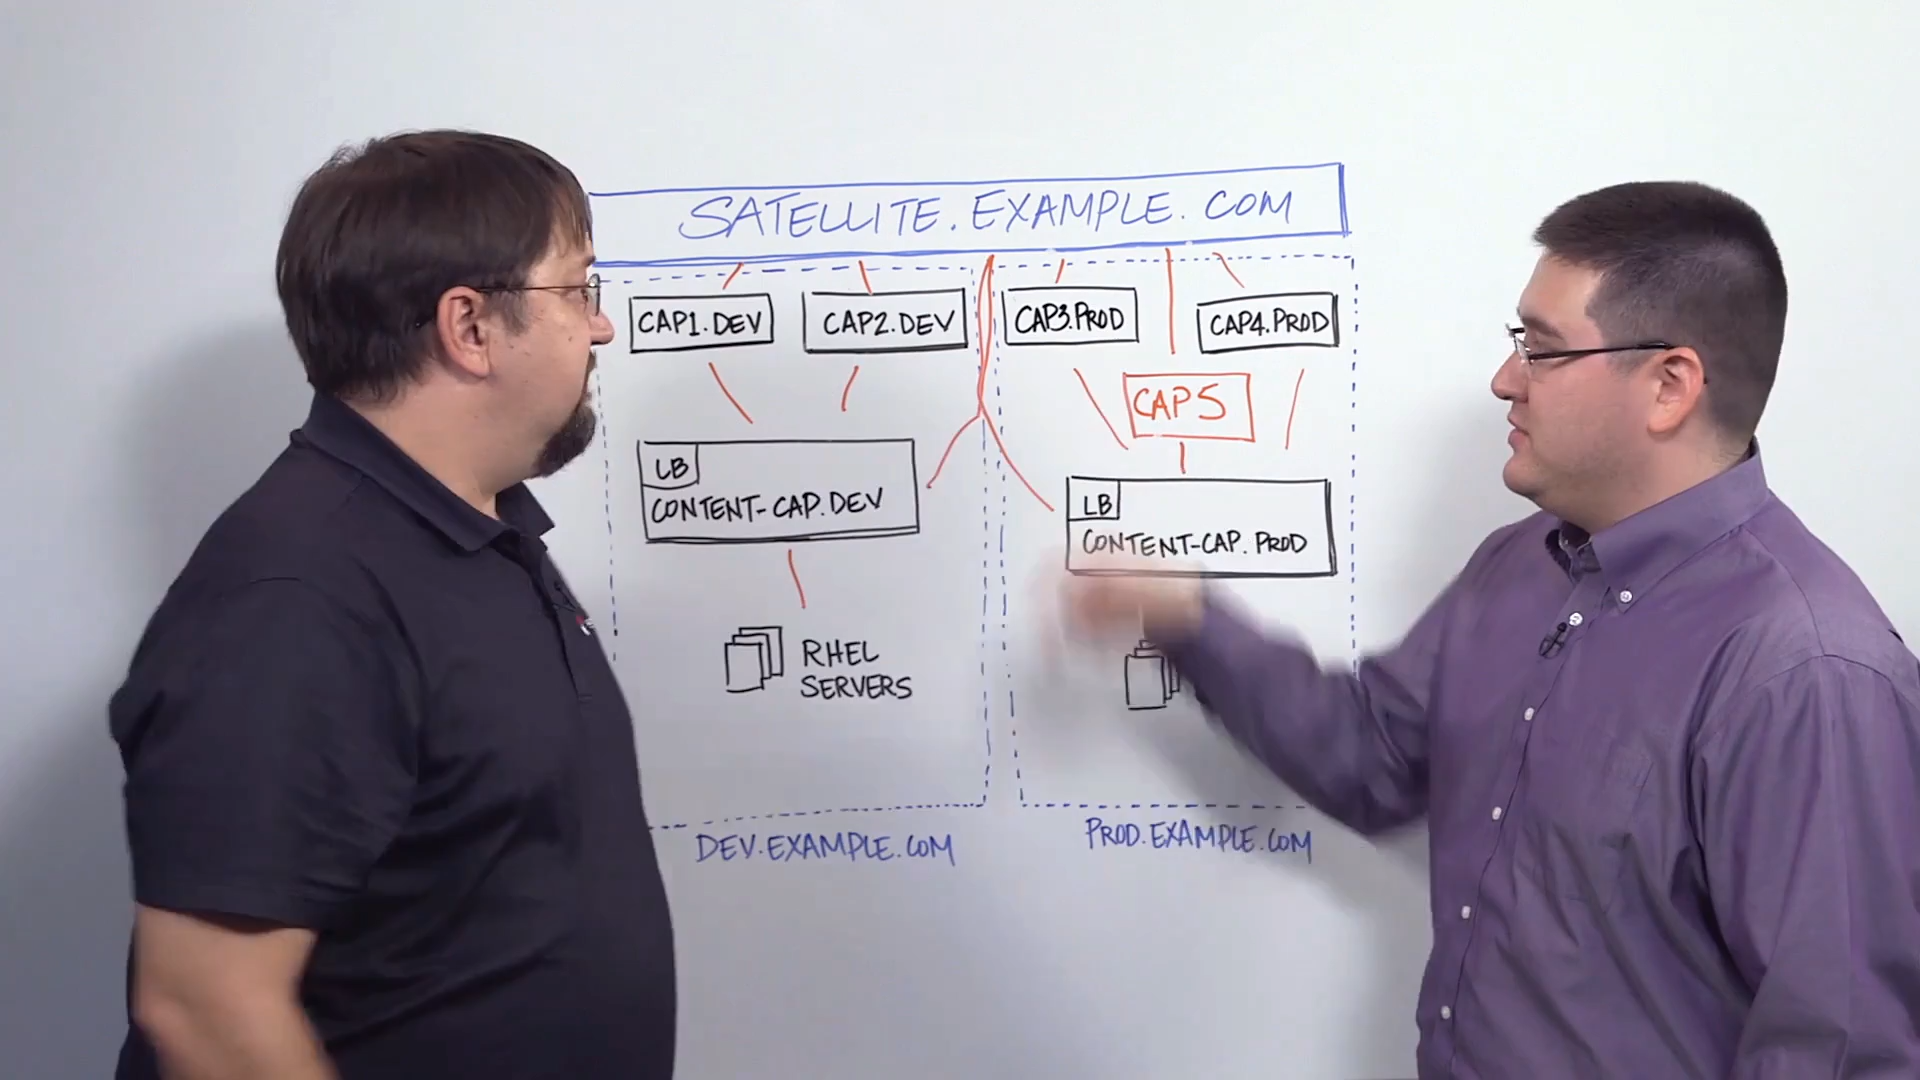 SATELLITE.EXAMPLE.COM
CAP1.DEV
CAP2.DEV
CAP3.PROD
CAP4.PROD
CAP5
LB
CONTENT-CAP.DEV
LB
CONTENT-CAP.PROD
RHEL
SERVERS
DEV.EXAMPLE.COM
PROD.EXAMPLE.COM